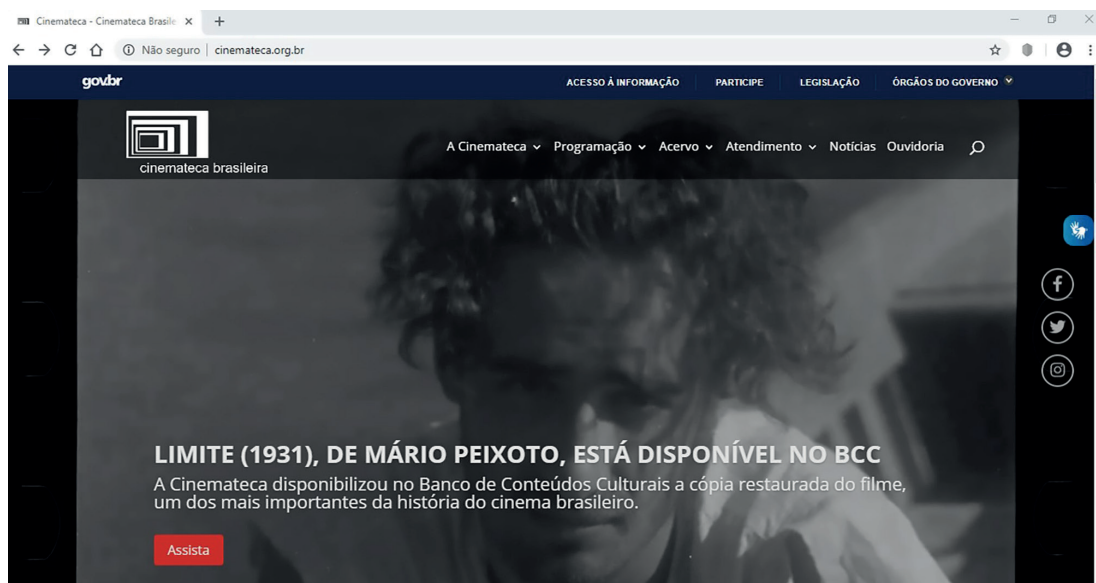 Cinemateca - Cinemateca Brasile
Não seguro cinemateca.org.br
gov.br ACESSO À INFORMAÇÃO PARTICIPE LEGISLAÇÃO ÓRGÃOS DO GOVERNO
A Cinemateca Programação Acervo Atendimento Notícias Ouvidoria
cinemateca brasileira
LIMITE (1931), DE MÁRIO PEIXOTO, ESTÁ DISPONÍVEL NO BCC
A Cinemateca disponibilizou no Banco de Conteúdos Culturais a cópia restaurada do filme,
um dos mais importantes da história do cinema brasileiro.
Assista